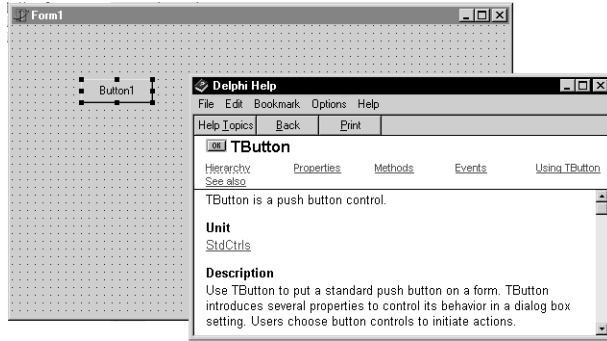 Form1
Button1
Delphi Help
File Edit Bookmark Options Help
Help Topics Back Print
OK TButton
Hierarchy Properties Methods Events Using TButton
See also
TButton is a push button control.
Unit
StdCtrls
Description
Use TButton to put a standard push button on a form. TButton
introduces several properties to control its behavior in a dialog box
setting. Users choose button controls to initiate actions.